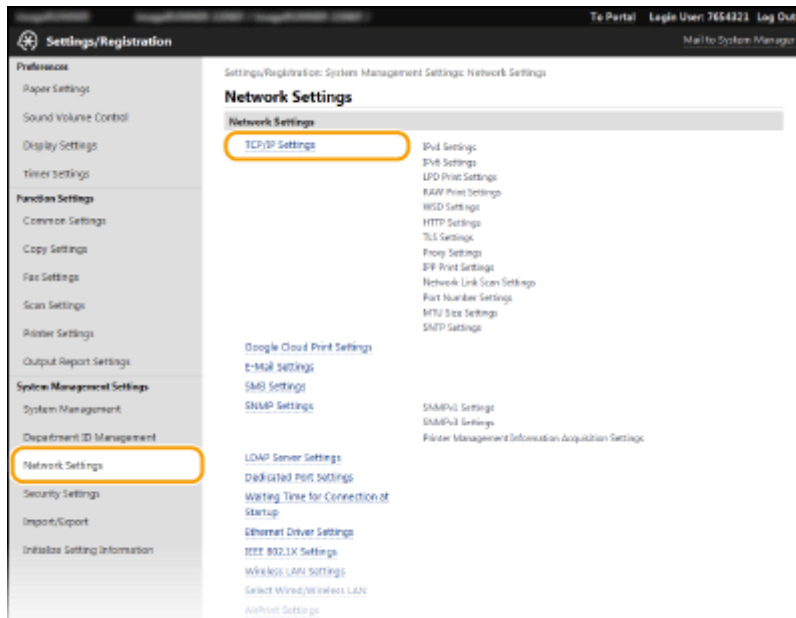 To Portal Login User: 7654321 Log Out
Settings/Registration
Mail to System Manager
Preferences
Paper Settings
Sound Volume Control
Display Settings
Timer Settings
Function Settings
Common Settings
Copy Settings
Fax Settings
Scan Settings
Printer Settings
Output Report Settings
System Management Settings
System Management
Department ID Management
Network Settings
Security Settings
Import/Export
Initialize Setting Information
Settings/Registration: System Management Settings: Network Settings
Network Settings
Network Settings
TCP/IP Settings
IPv4 Settings
IPv6 Settings
LPD Print Settings
RAW Print Settings
WSD Settings
HTTP Settings
TLS Settings
Proxy Settings
IPP Print Settings
Network Link Scan Settings
Port Number Settings
MTU Size Settings
SNTP Settings
Google Cloud Print Settings
E-Mail Settings
SMB Settings
SNMP Settings
SNMPv1 Settings
SNMPv3 Settings
Printer Management Information Acquisition Settings
LDAP Server Settings
Dedicated Port Settings
Waiting Time for Connection at
Startup
Ethernet Driver Settings
IEEE 802.1X Settings
Wireless LAN Settings
Select Wired/Wireless LAN
AirPrint Settings